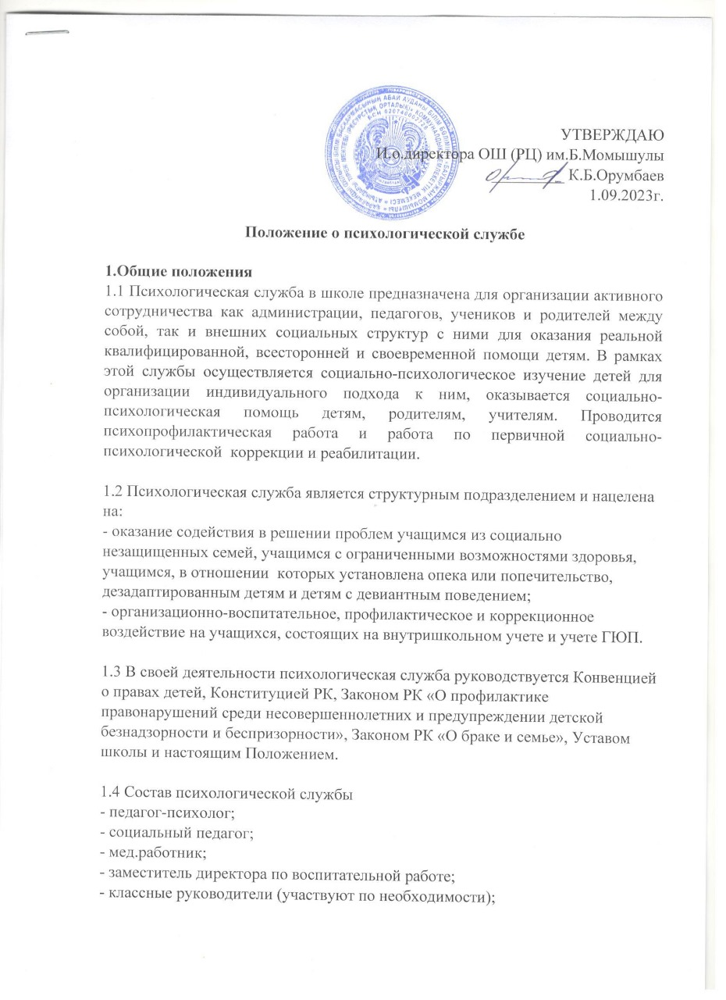 УТВЕРЖДАЮ
И.о.директора ОШ (РЦ) им.Б.Момышулы
К.Б.Орумбаев
1.09.2023г.
Положение о психологической службе
1.Общие положения
1.1 Психологическая служба в школе предназначена для организации активного
сотрудничества как администрации, педагогов, учеников и родителей между
собой, так и внешних социальных структур с ними для оказания реальной
квалифицированной, всесторонней и своевременной помощи детям. В рамках
этой службы осуществляется социально-психологическое изучение детей для
организации индивидуального подхода к ним, оказывается социально-
психологическая помощь детям, родителям, учителям. Проводится
психопрофилактическая работа и работа по первичной социально-
психологической коррекции и реабилитации.
1.2 Психологическая служба является структурным подразделением и нацелена
на:
- оказание содействия в решении проблем учащимся из социально
незащищенных семей, учащимся с ограниченными возможностями здоровья,
учащимся, в отношении которых установлена опека или попечительство,
дезадаптированным детям и детям с девиантным поведением;
- организационно-воспитательное, профилактическое и коррекционное
воздействие на учащихся, состоящих на внутришкольном учете и учете ГЮП.
1.3 В своей деятельности психологическая служба руководствуется Конвенцией
о правах детей, Конституцией РК, Законом РК «О профилактике
правонарушений среди несовершеннолетних и предупреждении детской
безнадзорности и беспризорности», Законом РК «О браке и семье», Уставом
школы и настоящим Положением.
1.4 Состав психологической службы
- педагог-психолог;
- социальный педагог;
- мед.работник;
- заместитель директора по воспитательной работе;
- классные руководители (участвуют по необходимости);